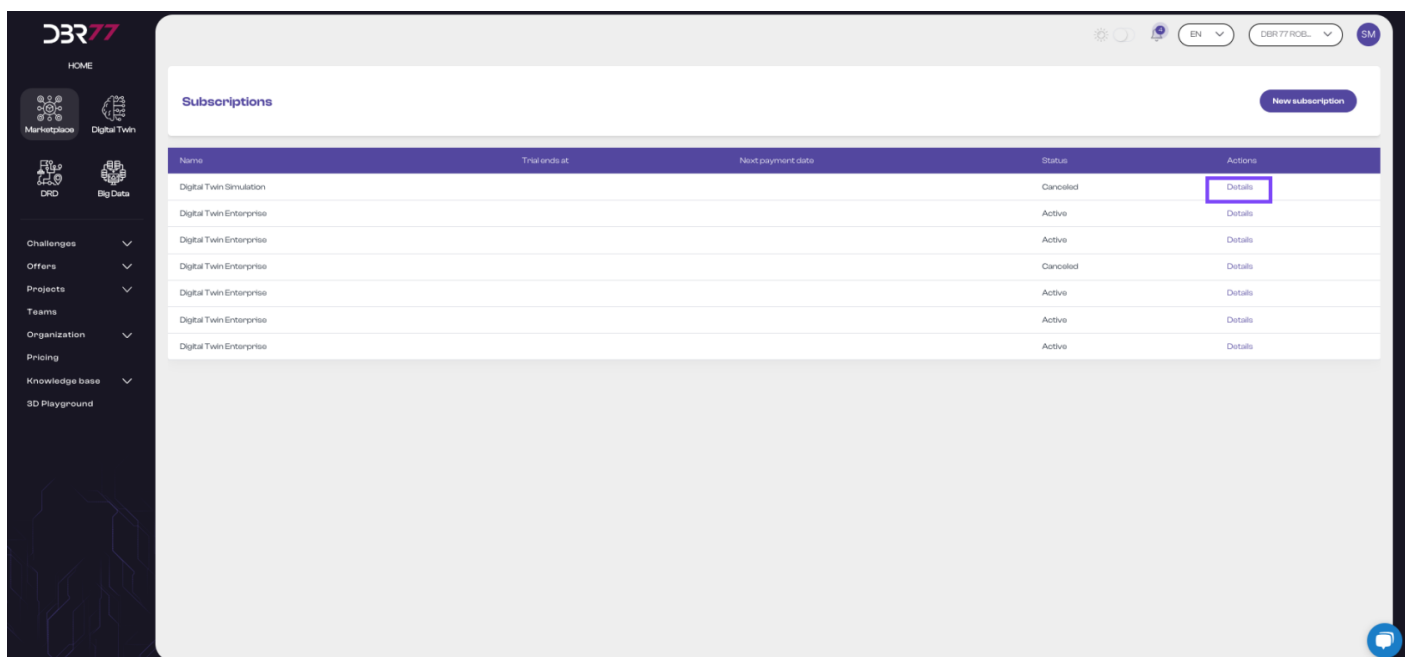 DBR77
HOME
Marketplace
Digital Twin
DRD
Big Data
Challenges
Offers
Projects
Teams
Organization
Pricing
Knowledge base
3D Playground
EN
DBR 77 ROB...
SM
Subscriptions
New subscription
Name Trial ends at Next payment date Status Actions
Digital Twin Simulation Canceled Details
Digital Twin Enterprise Active Details
Digital Twin Enterprise Active Details
Digital Twin Enterprise Canceled Details
Digital Twin Enterprise Active Details
Digital Twin Enterprise Active Details
Digital Twin Enterprise Active Details